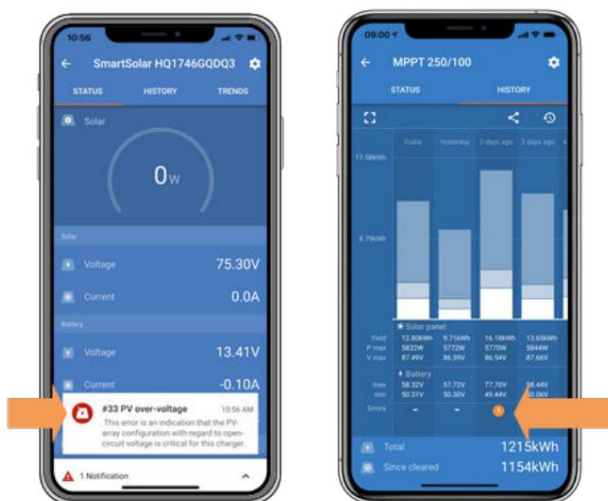 10:56
SmartSolar HQ1746GQDQ3
STATUS HISTORY TRENDS
Solar
0W
Solar
Voltage 75.30V
Current 0.0A
Battery
Voltage 13.41V
Current -0.10A
#33 PV over-voltage 10:56 AM
This error is an indication that the PV-
array configuration with regard to open-
circuit voltage is critical for this charger.
1 Notification
09:00
MPPT 250/100
STATUS HISTORY
Today Yesterday 2 days ago 3 days ago
17.58kWh
8.79kWh
Solar panel
Yield 12.80kWh 9.71kWh 16.18kWh 13.65kWh
P max 5832W 5772W 5770W 5844W
V max 87.49V 86.59V 86.54V 87.66V
Battery
max 58.32V 57.72V 77.70V 58.44V
min 50.31V 50.30V 49.44V
Errors - - 1
Total 1215kWh
Since cleared 1154kWh